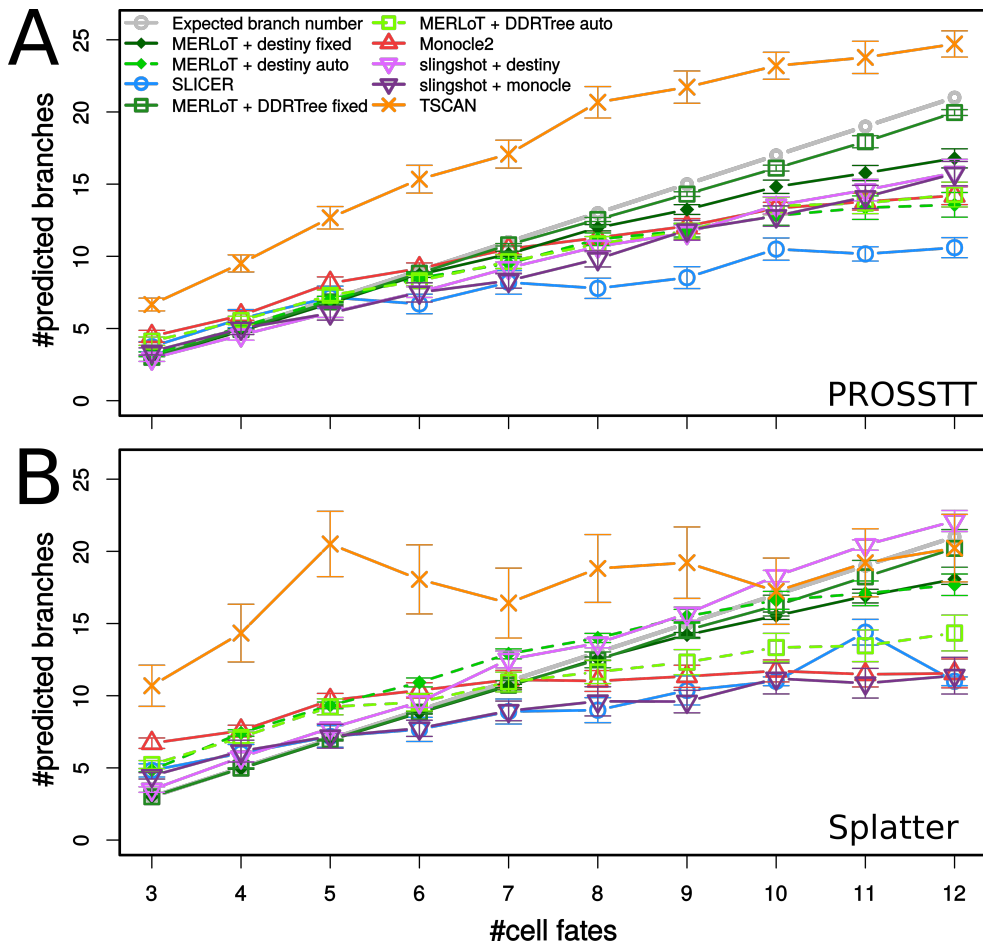 A
Expected branch number
MERLoT + destiny fixed
MERLoT + destiny auto
SLICER
MERLoT + DDRTree fixed
MERLoT + DDRTree auto
Monocle2
slingshot + destiny
slingshot + monocle
TSCAN
#predicted branches
25
20
15
10
5
0
PROSSTT
B
#predicted branches
25
20
15
10
5
0
Splatter
3 4 5 6 7 8 9 10 11 12
#cell fates